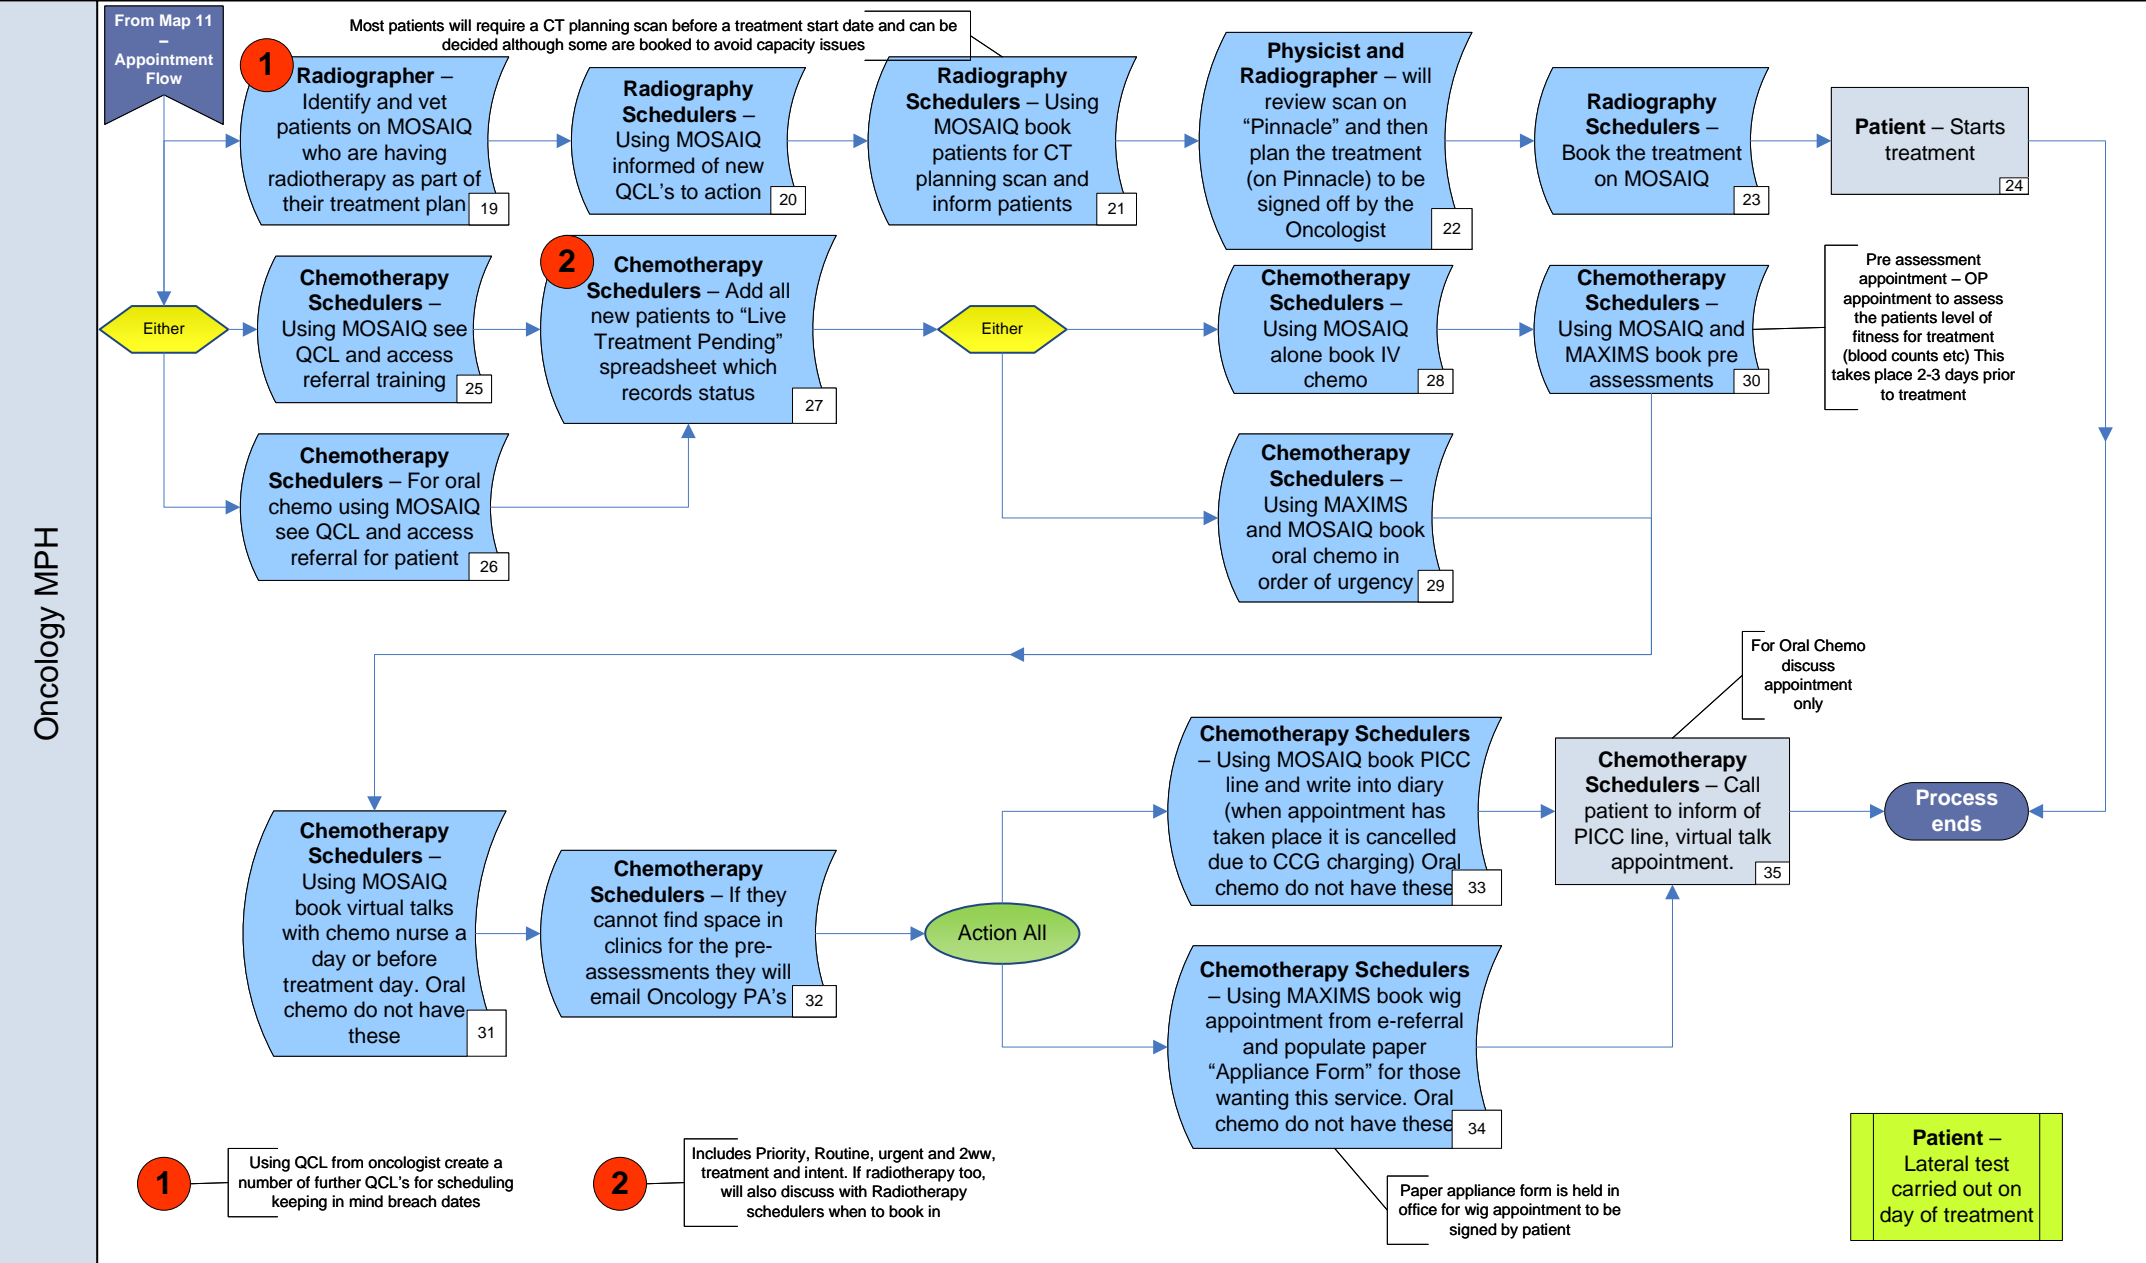 From Map 11
–
Appointment
Flow
Most patients will require a CT planning scan before a treatment start date and can be
decided although some are booked to avoid capacity issues
1
Radiographer –
Identify and vet
patients on MOSAIQ
who are having
radiotherapy as part of
their treatment plan
19
Radiography
Schedulers –
Using MOSAIQ
informed of new
QCL's to action
20
Radiography
Schedulers – Using
MOSAIQ book
patients for CT
planning scan and
inform patients
21
Physicist and
Radiographer – will
review scan on
“Pinnacle” and then
plan the treatment
(on Pinnacle) to be
signed off by the
Oncologist
22
Radiography
Schedulers –
Book the treatment
on MOSAIQ
23
Patient – Starts
treatment
24
Either
Chemotherapy
Schedulers –
Using MOSAIQ see
QCL and access
referral training
25
2
Chemotherapy
Schedulers – Add all
new patients to “Live
Treatment Pending”
spreadsheet which
records status
27
Either
Chemotherapy
Schedulers –
Using MOSAIQ
alone book IV
chemo
28
Chemotherapy
Schedulers –
Using MOSAIQ and
MAXIMS book pre
assessments
30
Pre assessment
appointment – OP
appointment to assess
the patients level of
fitness for treatment
(blood counts etc) This
takes place 2-3 days prior
to treatment
Chemotherapy
Schedulers – For oral
chemo using MOSAIQ
see QCL and access
referral for patient
26
Chemotherapy
Schedulers –
Using MAXIMS
and MOSAIQ book
oral chemo in
order of urgency
29
Oncology MPH
For Oral Chemo
discuss
appointment
only
Chemotherapy
Schedulers –
Using MOSAIQ
book virtual talks
with chemo nurse a
day or before
treatment day. Oral
chemo do not have
these
31
Chemotherapy
Schedulers – If they
cannot find space in
clinics for the pre-
assessments they will
email Oncology PA's
32
Action All
Chemotherapy Schedulers
– Using MOSAIQ book PICC
line and write into diary
(when appointment has
taken place it is cancelled
due to CCG charging) Oral
chemo do not have these
33
Chemotherapy
Schedulers – Call
patient to inform of
PICC line, virtual talk
appointment.
35
Process
ends
Chemotherapy Schedulers
– Using MAXIMS book wig
appointment from e-referral
and populate paper
“Appliance Form” for those
wanting this service. Oral
chemo do not have these
34
1
Using QCL from oncologist create a
number of further QCL's for scheduling
keeping in mind breach dates
2
Includes Priority, Routine, urgent and 2ww,
treatment and intent. If radiotherapy too,
will also discuss with Radiotherapy
schedulers when to book in
Paper appliance form is held in
office for wig appointment to be
signed by patient
Patient –
Lateral test
carried out on
day of treatment